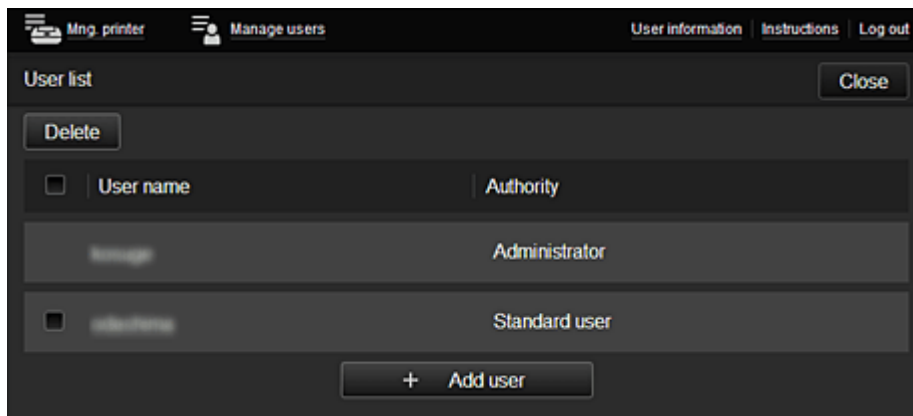 Mng. printer Manage users User information Instructions Log out
User list Close
Delete
User name Authority
Administrator
Standard user
+ Add user